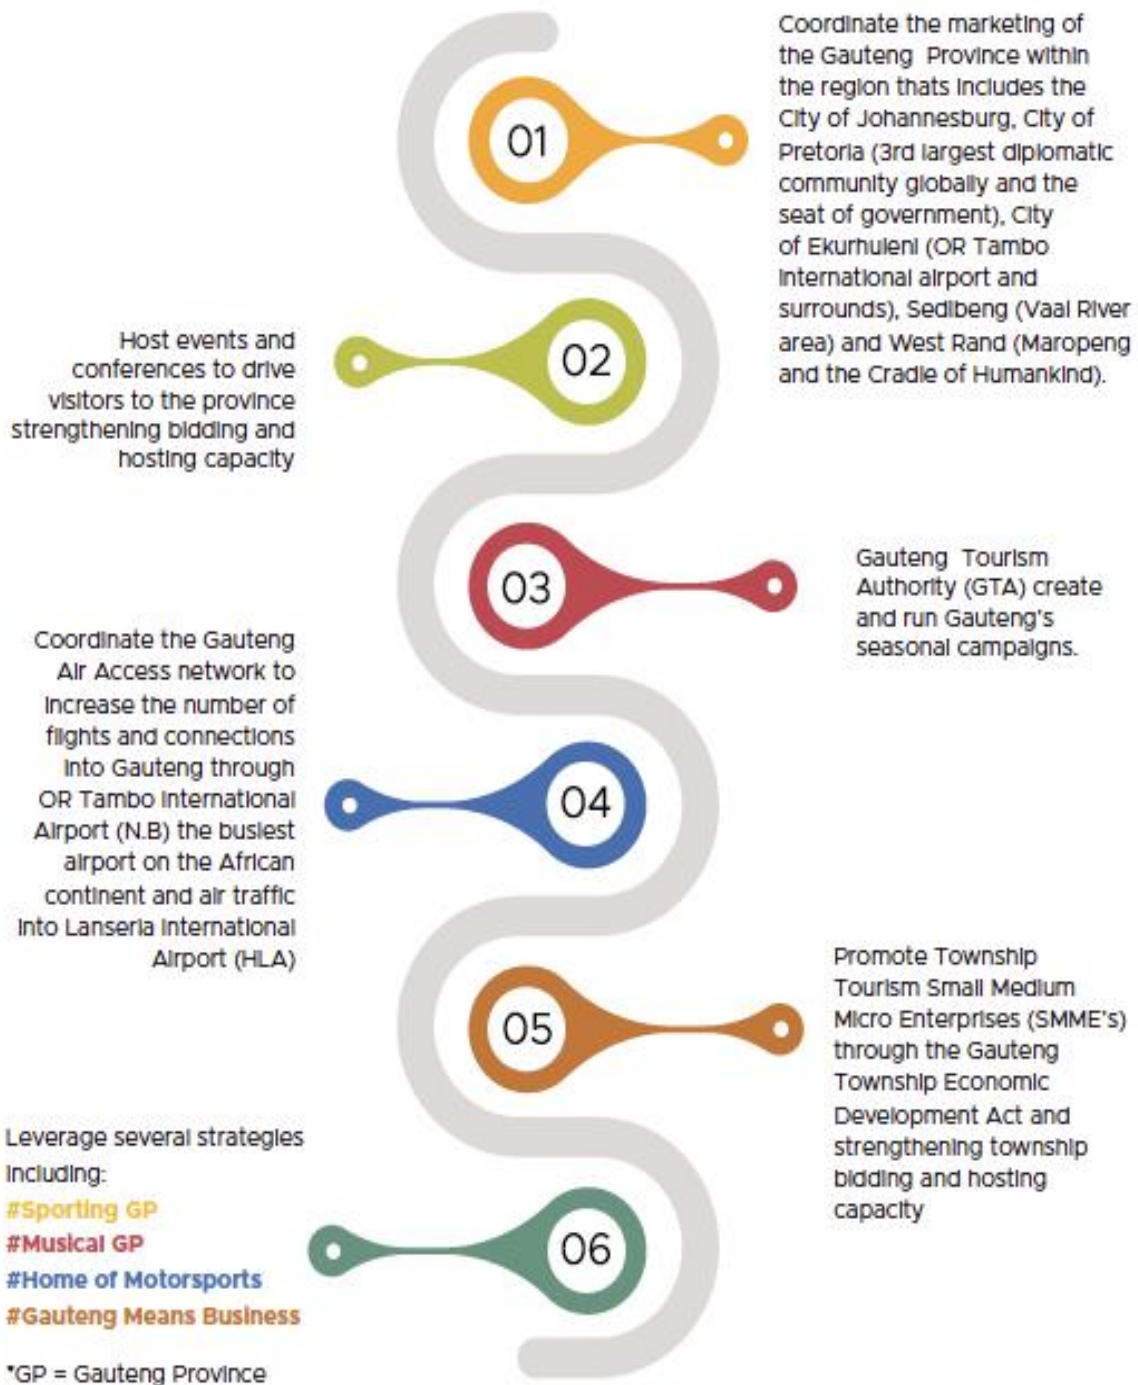 01
Coordinate the marketing of
the Gauteng Province within
the region thats includes the
City of Johannesburg, City of
Pretoria (3rd largest diplomatic
community globally and the
seat of government), City
of Ekurhuleni (OR Tambo
International airport and
surrounds), Sedibeng (Vaal River
area) and West Rand (Maropeng
and the Cradle of Humankind).
02
Host events and
conferences to drive
visitors to the province
strengthening bidding and
hosting capacity
03
Gauteng Tourism
Authority (GTA) create
and run Gauteng's
seasonal campaigns.
04
Coordinate the Gauteng
Air Access network to
increase the number of
flights and connections
into Gauteng through
OR Tambo International
Airport (N.B) the busiest
airport on the African
continent and air traffic
into Lanseria International
Airport (HLA)
05
Promote Township
Tourism Small Medium
Micro Enterprises (SMME's)
through the Gauteng
Township Economic
Development Act and
strengthening township
bidding and hosting
capacity
06
Leverage several strategies
including:
#Sporting GP
#Musical GP
#Home of Motorsports
#Gauteng Means Business
*GP = Gauteng Province